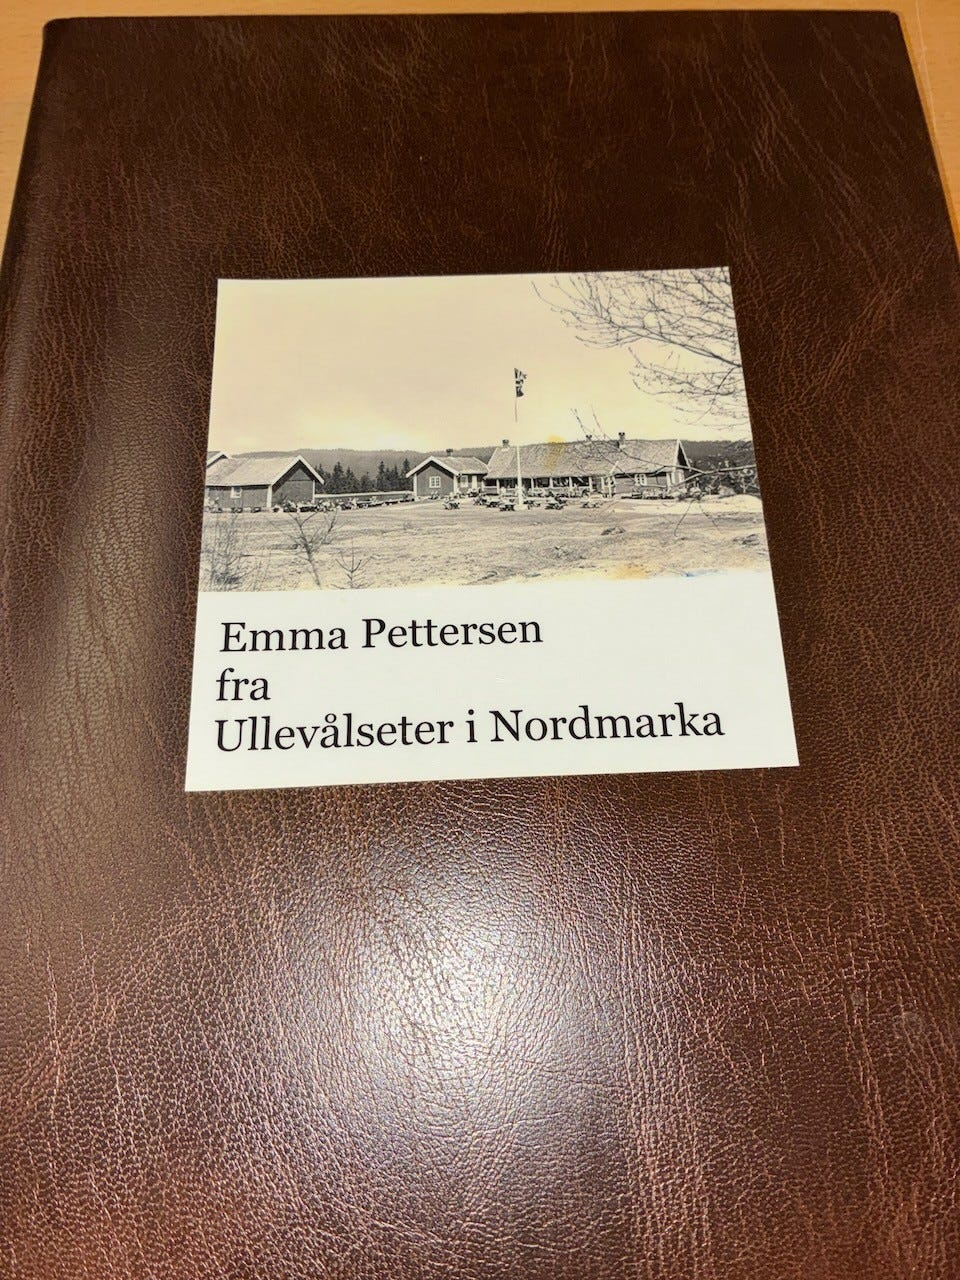 Emma Pettersen
fra
Ullevålseter i Nordmarka